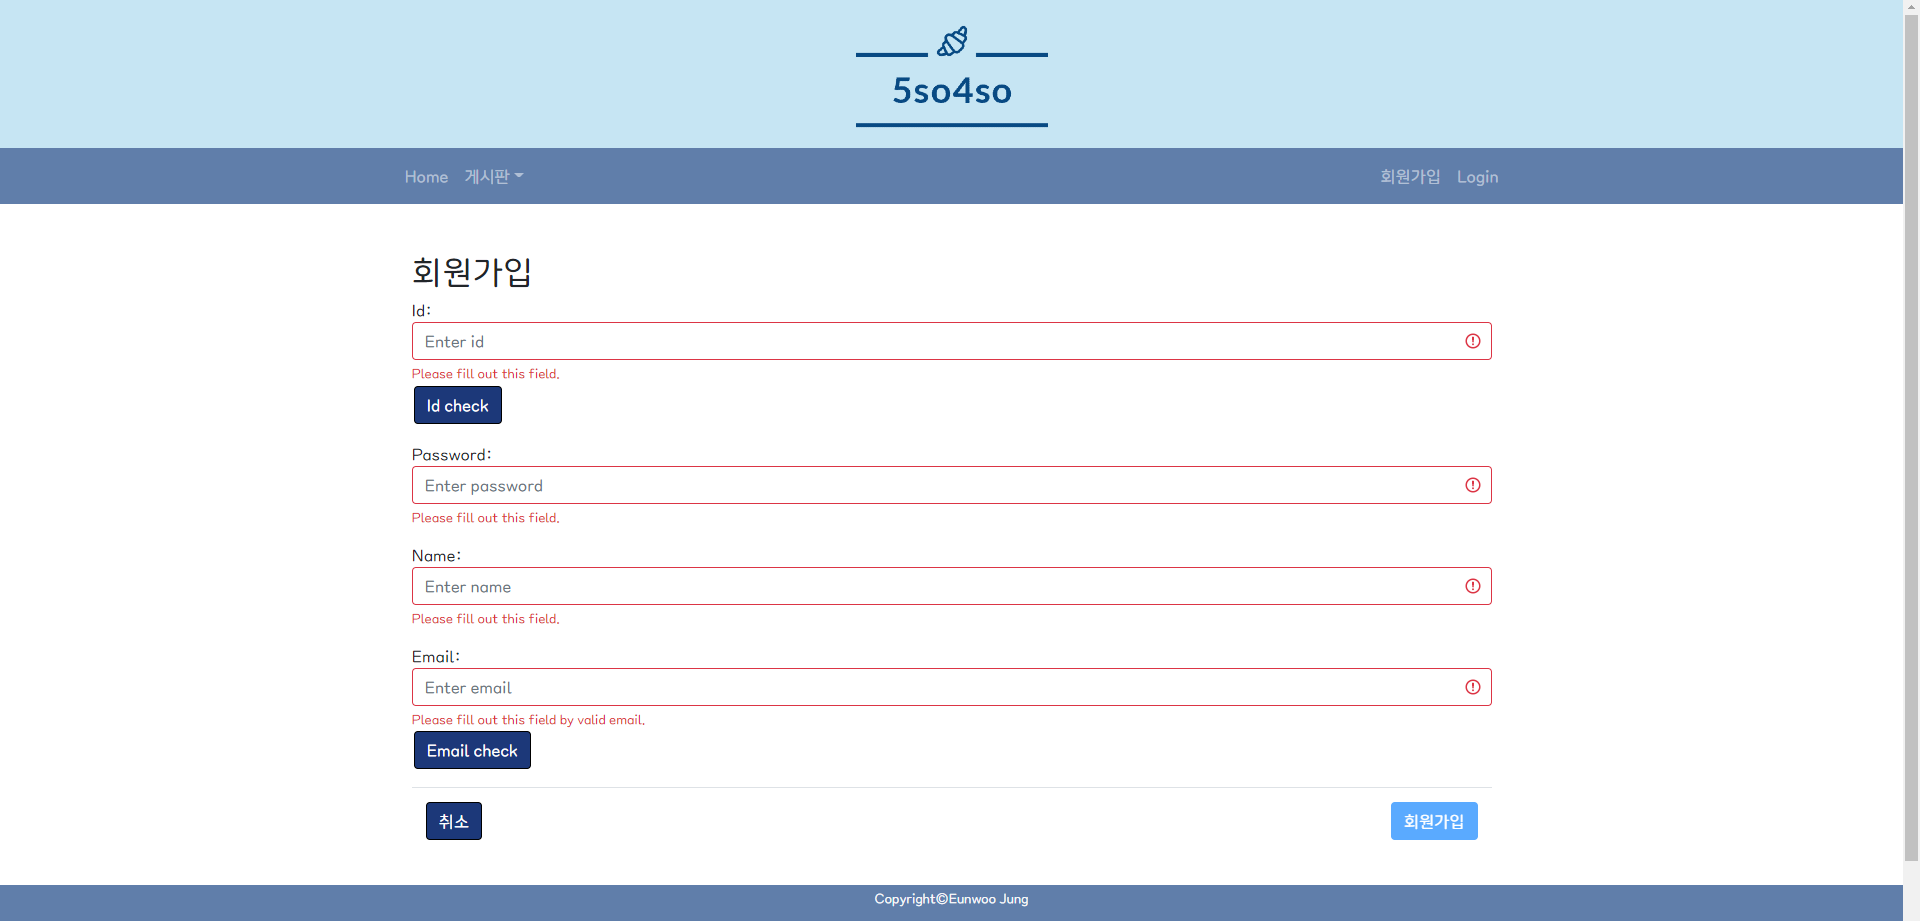 5so4so
Home 게시판 회원가입 Login
회원가입
Id:
Enter id
Please fill out this field.
Id check
Password:
Enter password
Please fill out this field.
Name:
Enter name
Please fill out this field.
Email:
Enter email
Please fill out this field by valid email.
Email check
취소 회원가입
Copyright©Eunwoo Jung